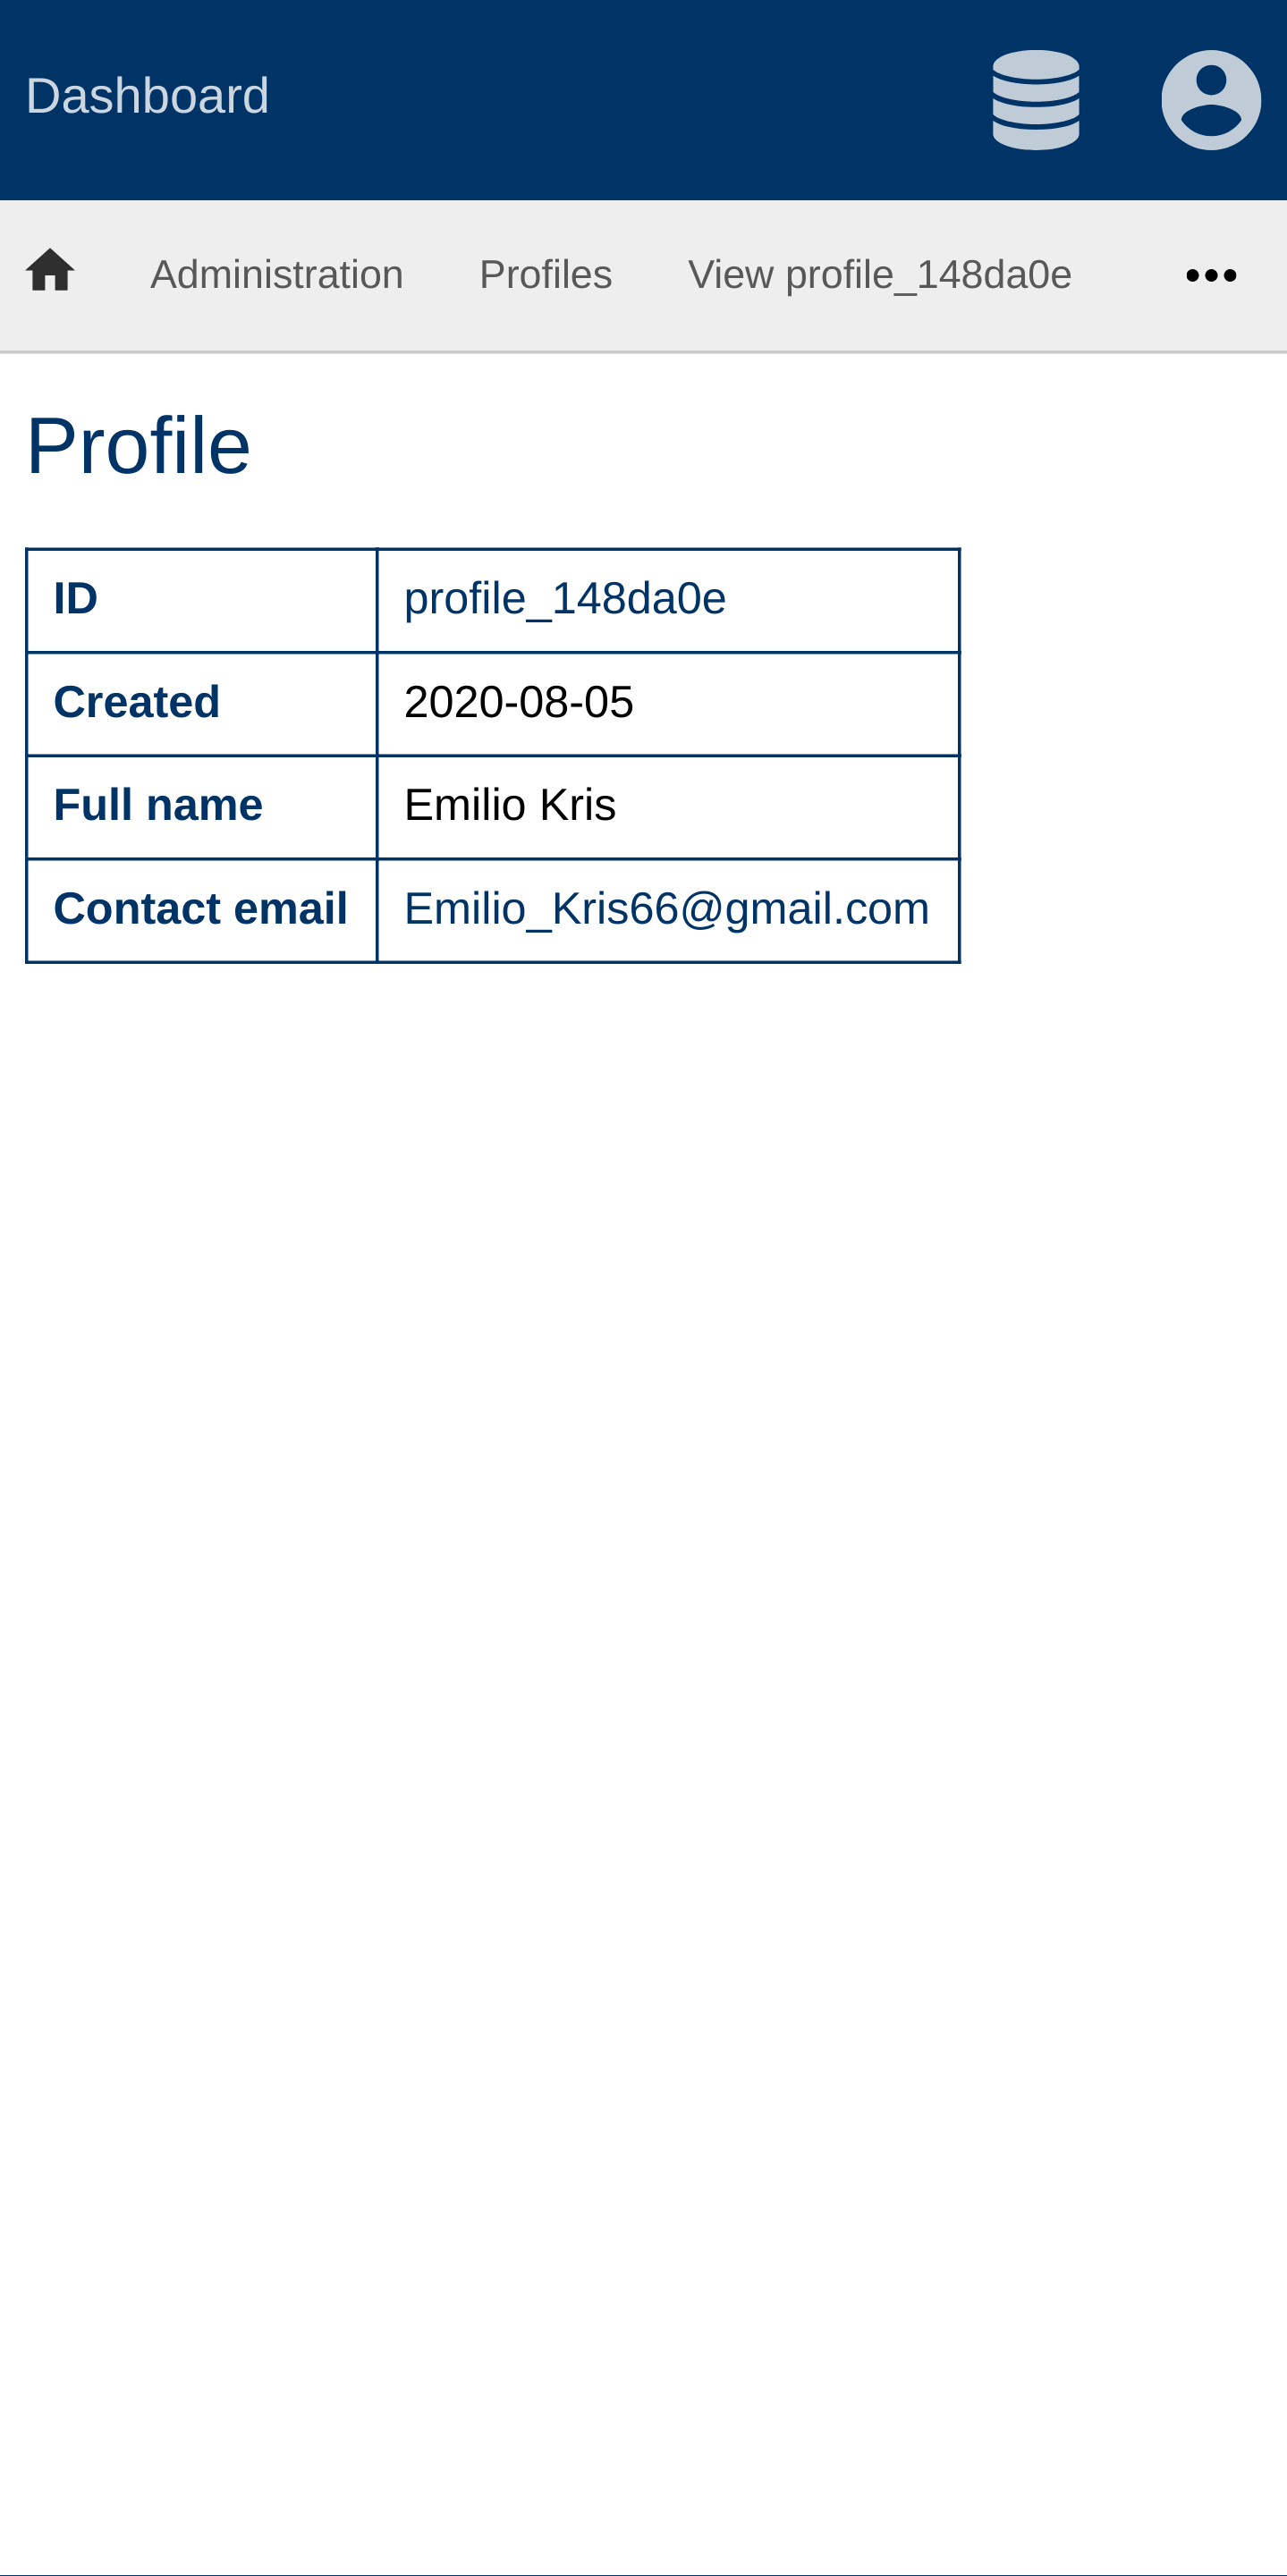 Dashboard
Administration Profiles View profile_148da0e •••
Profile
ID profile_148da0e
Created 2020-08-05
Full name Emilio Kris
Contact email Emilio_Kris66@gmail.com